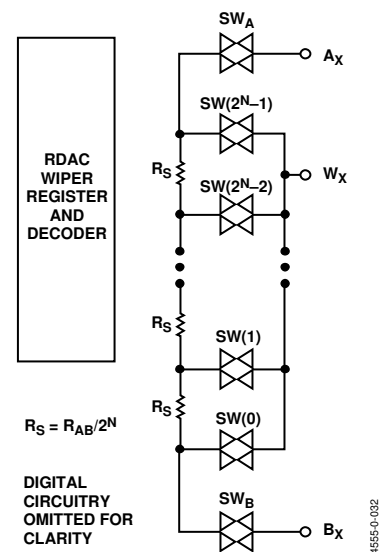 SWA
AX
SW(2N–1)
RDAC
WIPER
REGISTER
AND
DECODER
RS
WX
SW(2N–2)
RS
SW(1)
RS
SW(0)
RS = RAB/2N
DIGITAL
CIRCUITRY
OMITTED FOR
CLARITY
SWB
BX
4555-0-032